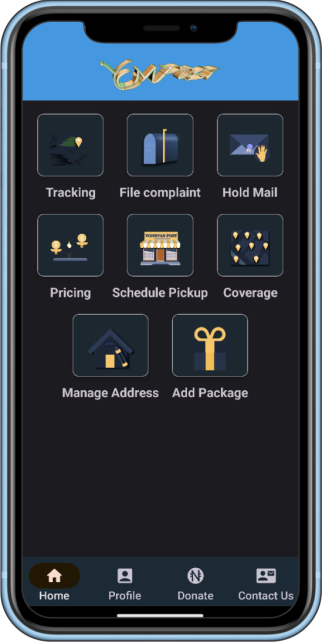 Tracking
File complaint
Hold Mail
Pricing
Schedule Pickup
Coverage
Manage Address
Add Package
Home
Profile
Donate
Contact Us